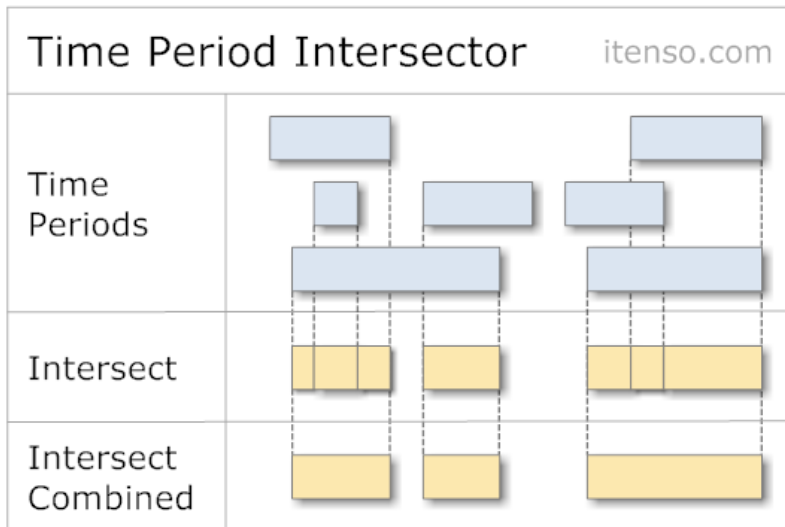 Time Period Intersector
itenso.com
Time
Periods
Intersect
Intersect
Combined